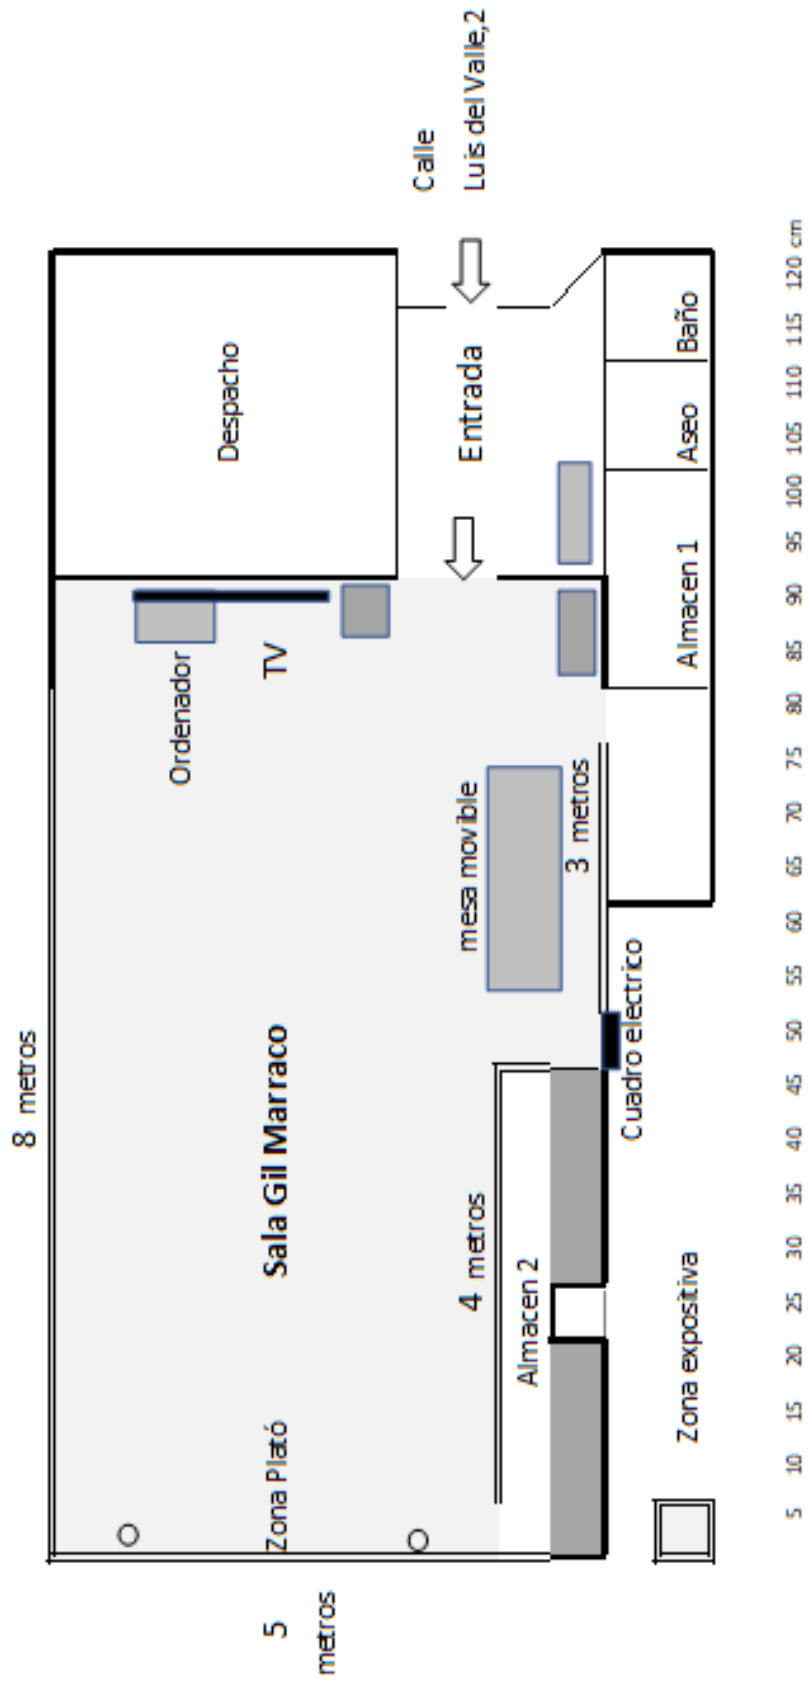 8 metros
Despacho
Calle
Luis del Valle,2
Ordenador
TV
Entrada
Sala Gil Marraco
mesa movible
3 metros
Almacen 1
Aseo
Baño
Zona Plató
4 metros
Almacen 2
Cuadro electrico
5
metros
Zona expositiva
5 10 15 20 25 30 35 40 45 50 55 60 65 70 75 80 85 90 95 100 105 110 115 120 cm